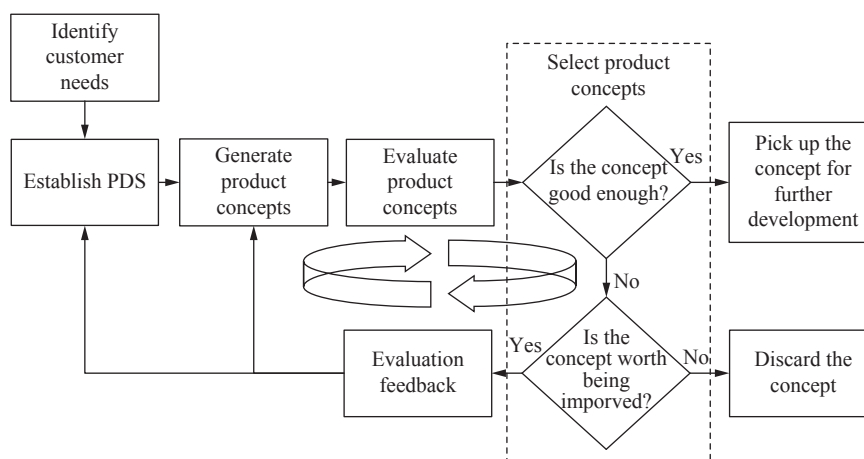 Identify
customer
needs
Select product
concepts
Establish PDS
Generate
product
concepts
Evaluate
product
concepts
Is the concept
good enough?
Yes
Pick up the
concept for
further
development
No
Evaluation
feedback
Yes
Is the
concept worth
being
imporved?
No
Discard the
concept